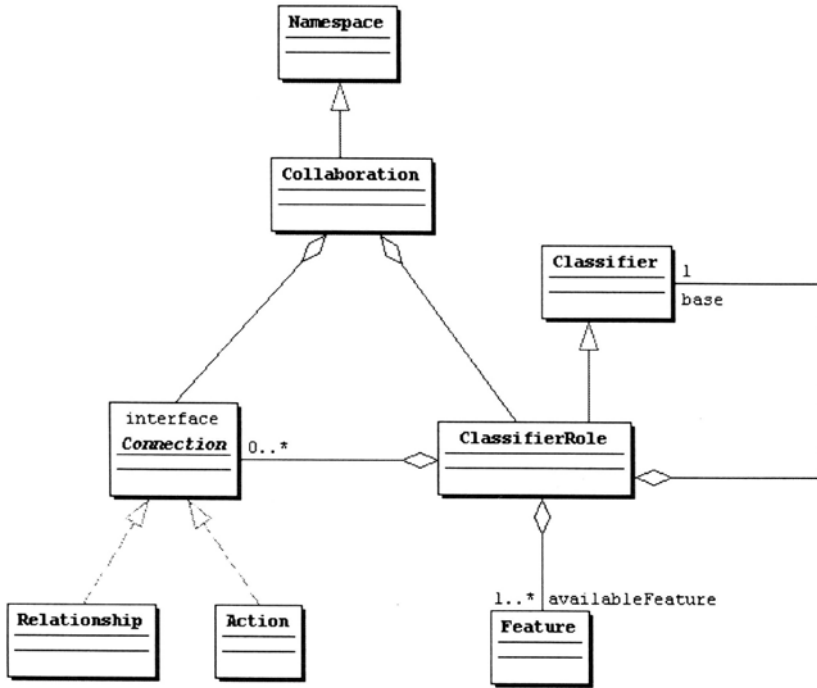 Namespace
Collaboration
Classifier
1
base
interface
Connection
0..*
ClassifierRole
1..* availableFeature
Relationship
Action
Feature